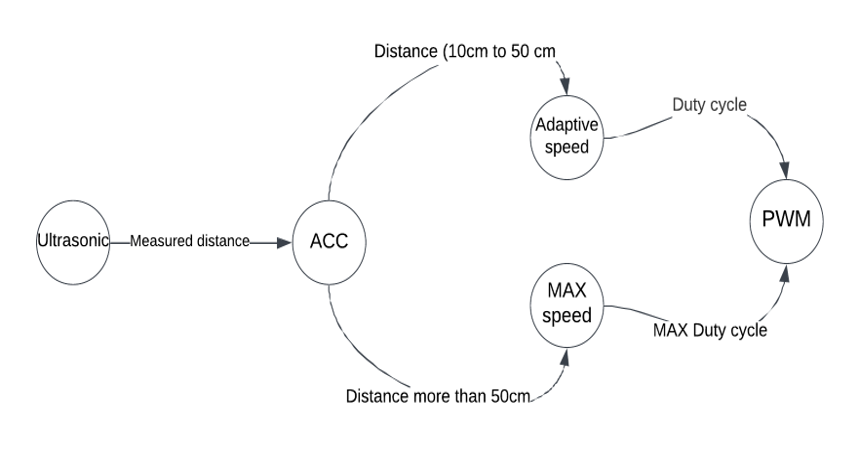 Distance (10cm to 50 cm
Adaptive
speed
Duty cycle
Ultrasonic
Measured distance
ACC
PWM
MAX
speed
MAX Duty cycle
Distance more than 50cm